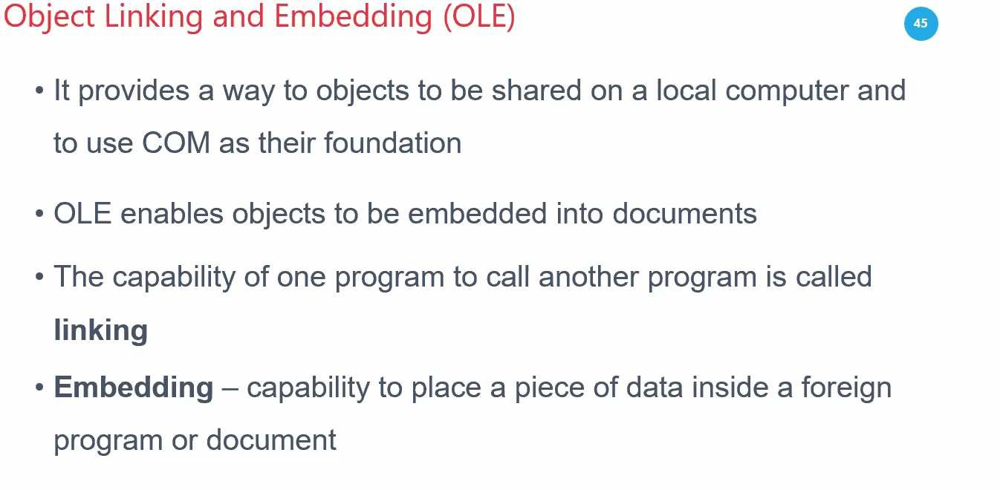 Object Linking and Embedding (OLE)
45
• It provides a way to objects to be shared on a local computer and
to use COM as their foundation
• OLE enables objects to be embedded into documents
• The capability of one program to call another program is called
linking
• Embedding – capability to place a piece of data inside a foreign
program or document